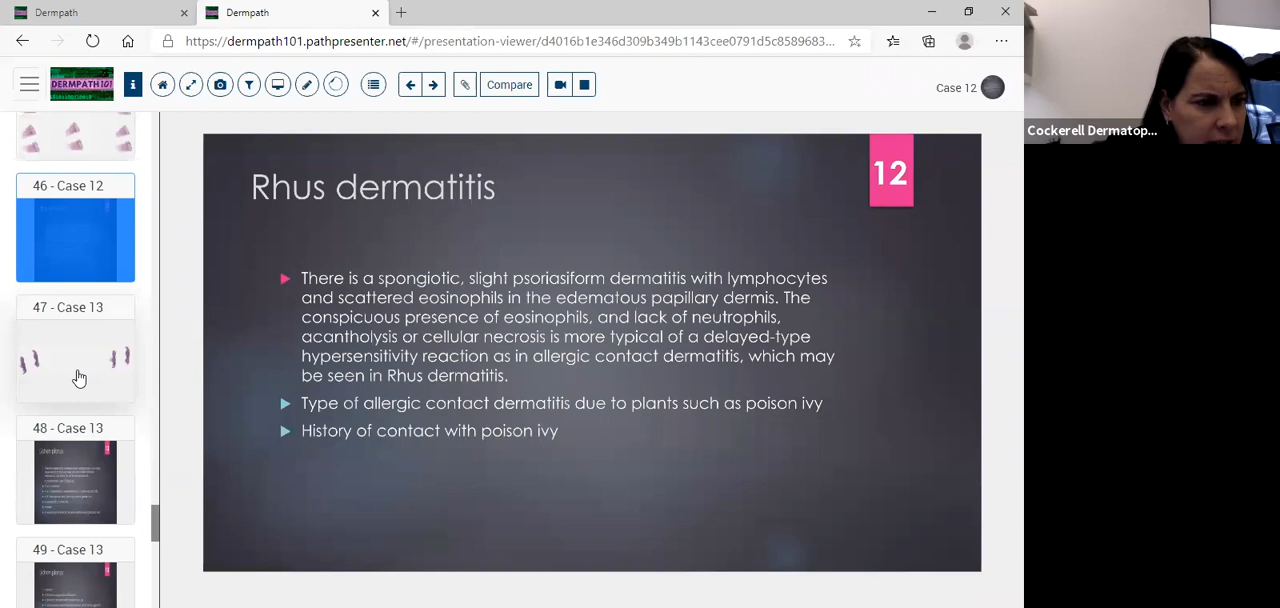 Dermpath
Dermpath
https://dermpath101.pathpresenter.net/#/presentation-viewer/d4016b1e346d309b349b1143cee0791d5c8589683...
DERMPATH 101
Compare
Case 12
Cockerell Dermatop...
46 - Case 12
47 - Case 13
48 - Case 13
49 - Case 13
12
Rhus dermatitis
There is a spongiotic, slight psoriasiform dermatitis with lymphocytes
and scattered eosinophils in the edematous papillary dermis. The
conspicuous presence of eosinophils, and lack of neutrophils,
acantholysis or cellular necrosis is more typical of a delayed-type
hypersensitivity reaction as in allergic contact dermatitis, which may
be seen in Rhus dermatitis.
Type of allergic contact dermatitis due to plants such as poison ivy
History of contact with poison ivy